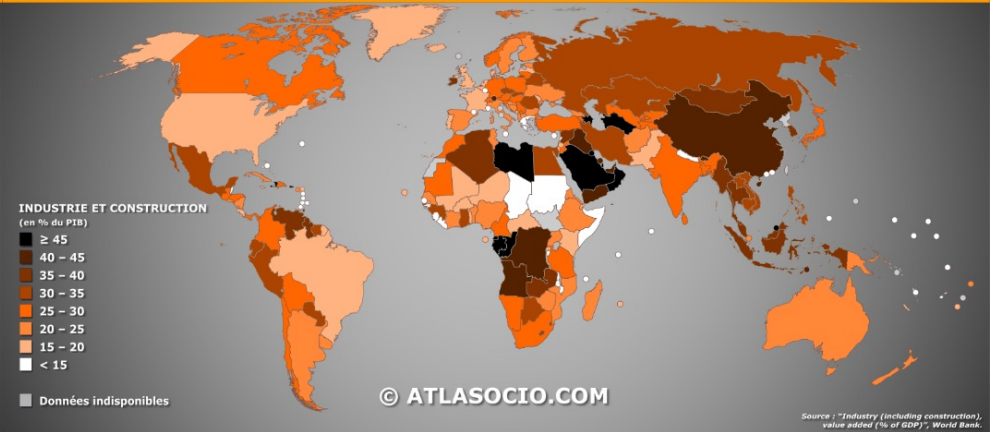 INDUSTRIE ET CONSTRUCTION
(en % du PIB)
≥ 45
40 – 45
35 – 40
30 – 35
25 – 30
20 – 25
15 – 20
< 15
Données indisponibles
© ATLASOCIO.COM
Source : "Industry (including construction),
value added (% of GDP)", World Bank.